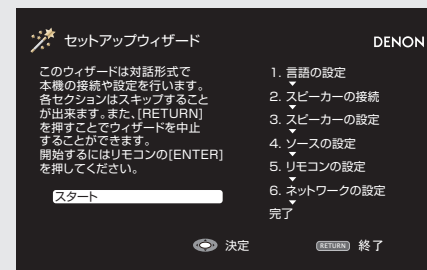 セットアップウィザード
DENON
このウィザードは対話形式で
本機の接続や設定を行います。
各セクションはスキップすること
が出来ます。また、[RETURN]
を押すことでウィザードを中止
することができます。
開始するにはリモコンの[ENTER]
を押してください。
スタート
1. 言語の設定
2. スピーカーの接続
3. スピーカーの設定
4. ソースの設定
5. リモコンの設定
6. ネットワークの設定
完了
決定
RETURN 終了